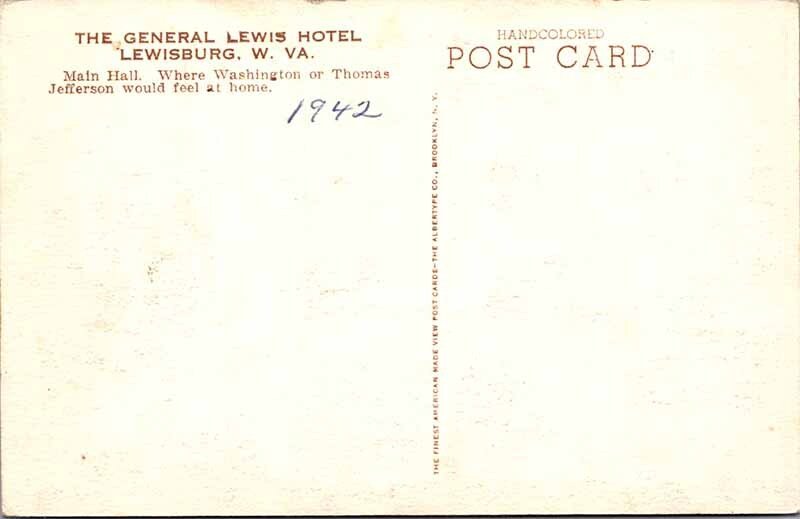 THE GENERAL LEWIS HOTEL
LEWISBURG, W. VA.
Main Hall. Where Washington or Thomas
Jefferson would feel at home.
1942
HANDCOLORED
POST CARD
THE FINEST AMERICAN MADE VIEW POST CARDS—THE ALBERTYPE CO., BROOKLYN, N. Y.